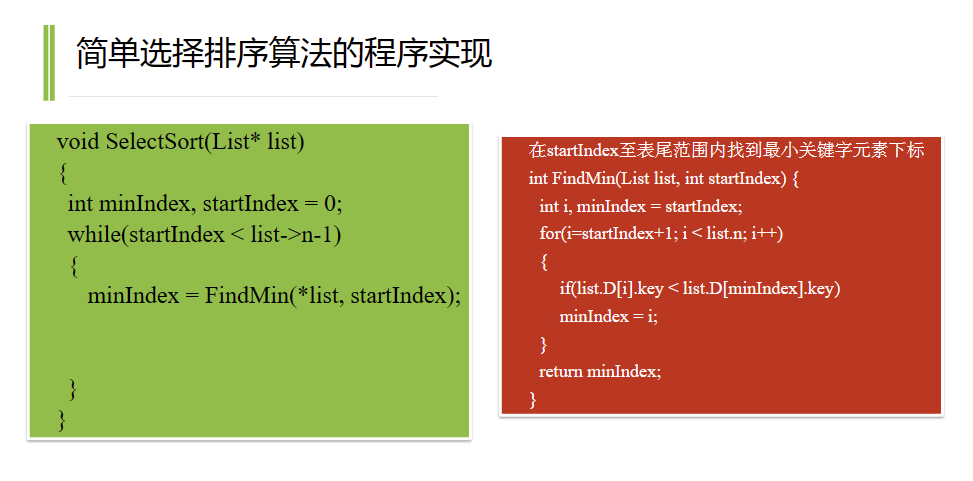 简单选择排序算法的程序实现
void SelectSort(List* list)
{
int minIndex, startIndex = 0;
while(startIndex < list->n-1)
{
minIndex = FindMin(*list, startIndex);
}
}
在startIndex至表尾范围内找到最小关键字元素下标
int FindMin(List list, int startIndex) {
int i, minIndex = startIndex;
for(i=startIndex+1; i < list.n; i++)
{
if(list.D[i].key < list.D[minIndex].key)
minIndex = i;
}
return minIndex;
}